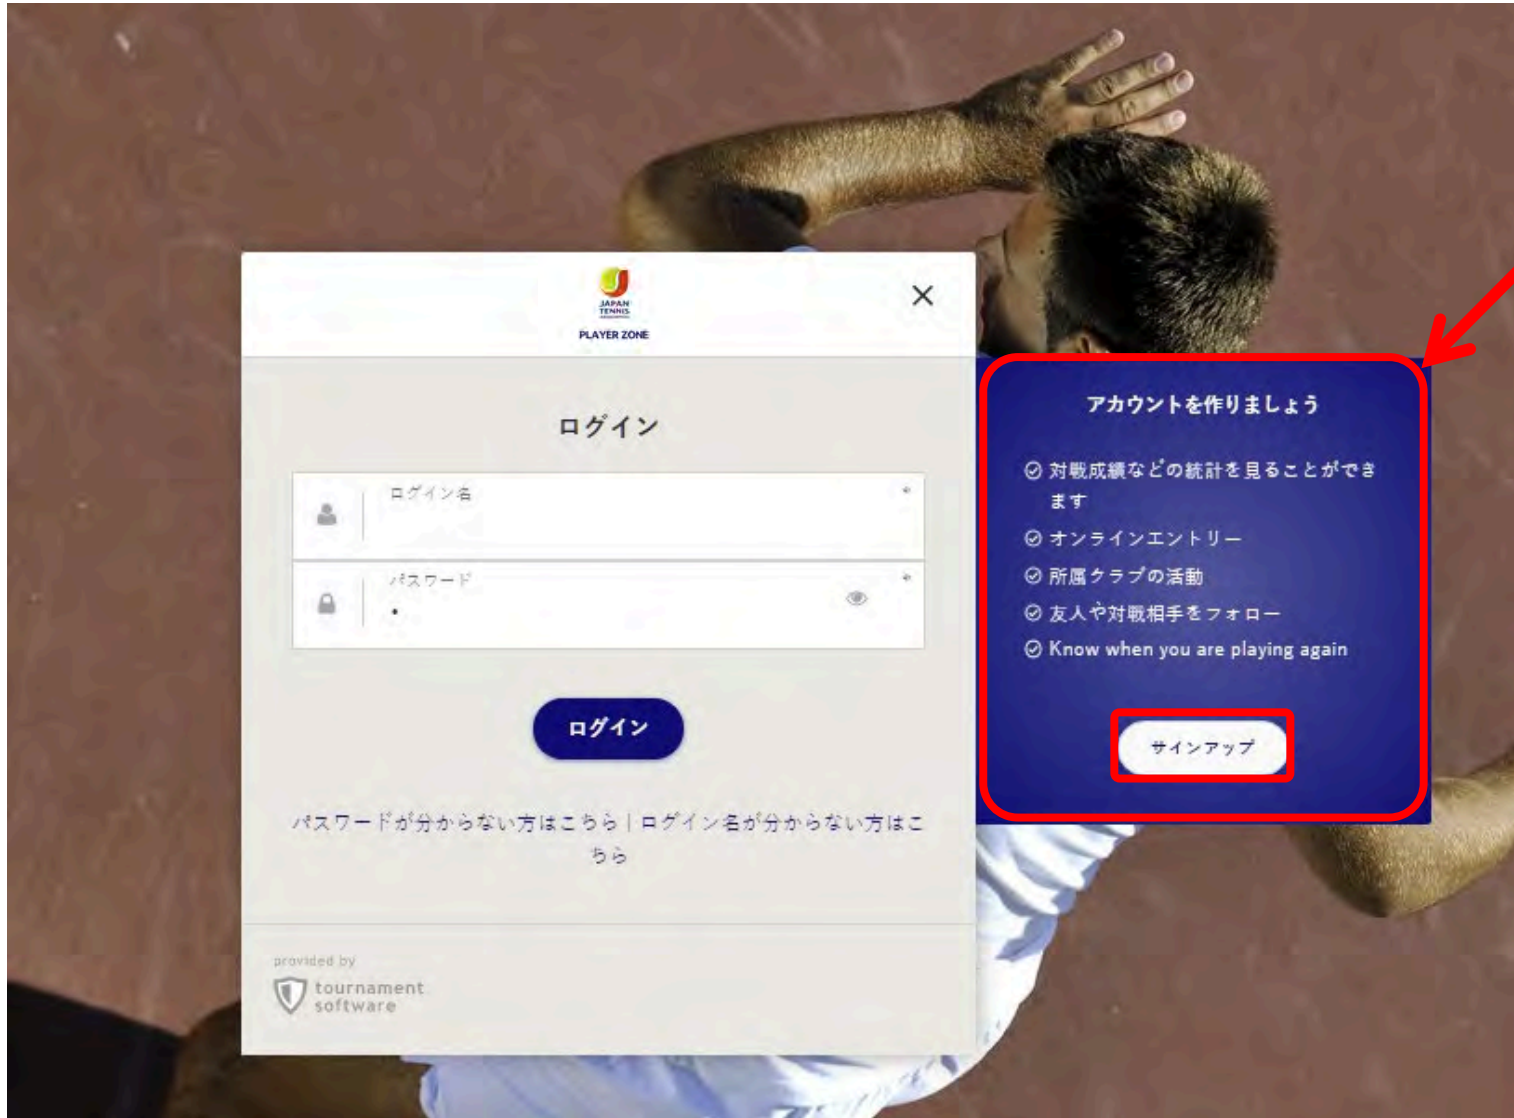 JAPAN
TENNIS
PLAYER ZONE
ログイン
ログイン名
パスワード
ログイン
パスワードが分からない方はこちら | ログイン名が分からない方はこ
ちら
provided by
tournament
software
アカウントを作りましょう
対戦成績などの統計を見ることができ
ます
オンラインエントリー
所属クラブの活動
友人や対戦相手をフォロー
Know when you are playing again
サインアップ